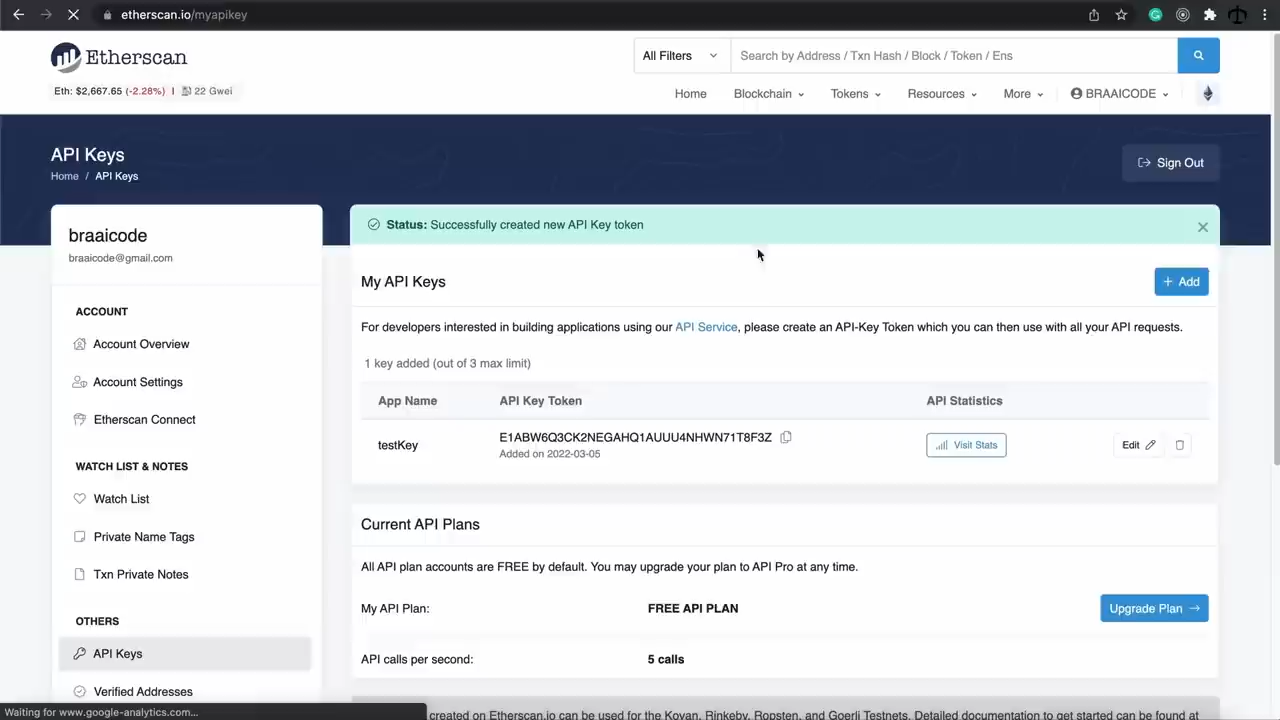 etherscan.io/myapikey
Etherscan
All Filters
Search by Address / Txn Hash / Block / Token / Ens
Eth: $2,667.65 (-2.28%) | 22 Gwei
Home Blockchain Tokens Resources More BRAAICODE
API Keys
Home / API Keys
Sign Out
braaicode
braaicode@gmail.com
ACCOUNT
Account Overview
Account Settings
Etherscan Connect
WATCH LIST & NOTES
Watch List
Private Name Tags
Txn Private Notes
OTHERS
API Keys
Verified Addresses
Status: Successfully created new API Key token
My API Keys
+ Add
For developers interested in building applications using our API Service, please create an API-Key Token which you can then use with all your API requests.
1 key added (out of 3 max limit)
App Name API Key Token API Statistics
testKey E1ABW6Q3CK2NEGAHQ1AUUU4NHWN71T8F3Z Visit Stats Edit
Added on 2022-03-05
Current API Plans
All API plan accounts are FREE by default. You may upgrade your plan to API Pro at any time.
My API Plan: FREE API PLAN Upgrade Plan →
API calls per second: 5 calls
created on Etherscan.io can be used for the Kovan, Rinkeby, Ropsten, and Goerli Testnets. Detailed documentation to get started can be found at
Waiting for www.google-analytics.com...